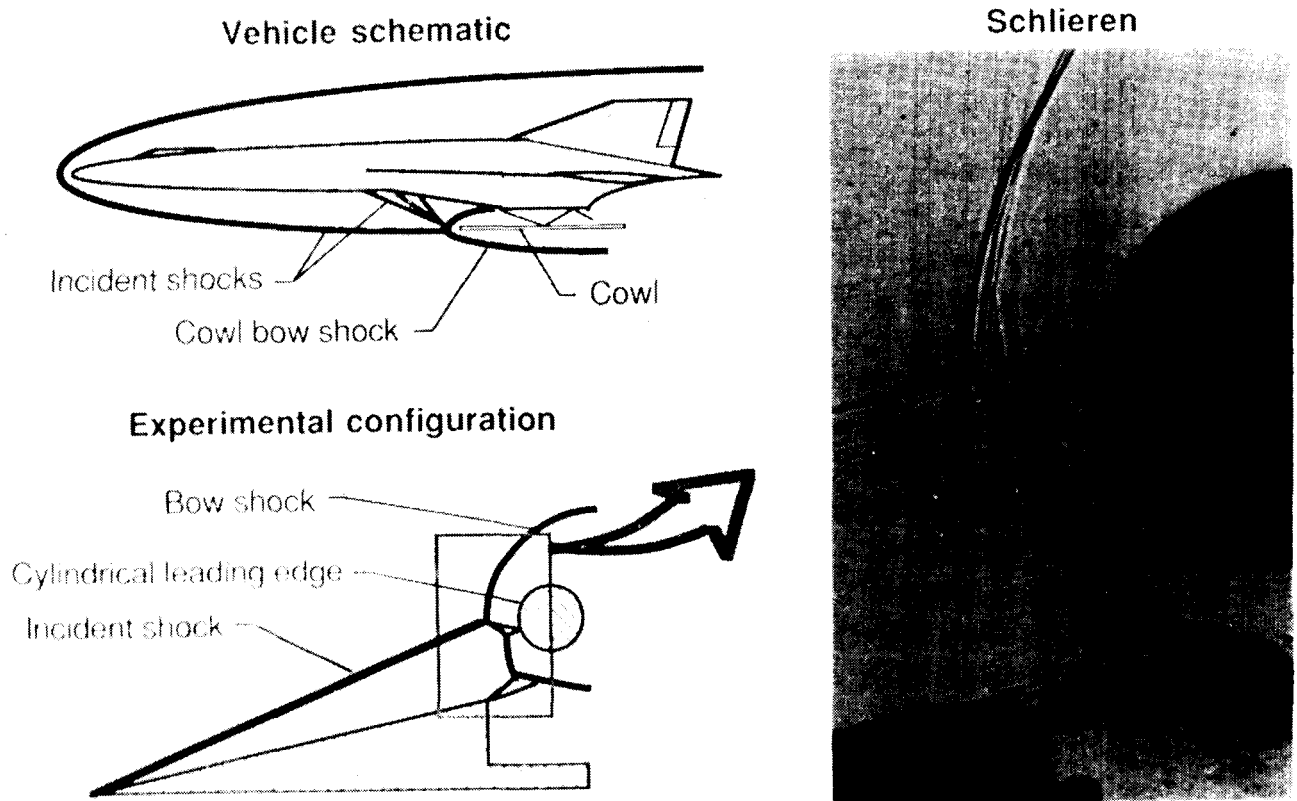 Vehicle schematic
Incident shocks
Cowl
Cowl bow shock
Experimental configuration
Bow shock
Cylindrical leading edge
Incident shock
Schlieren